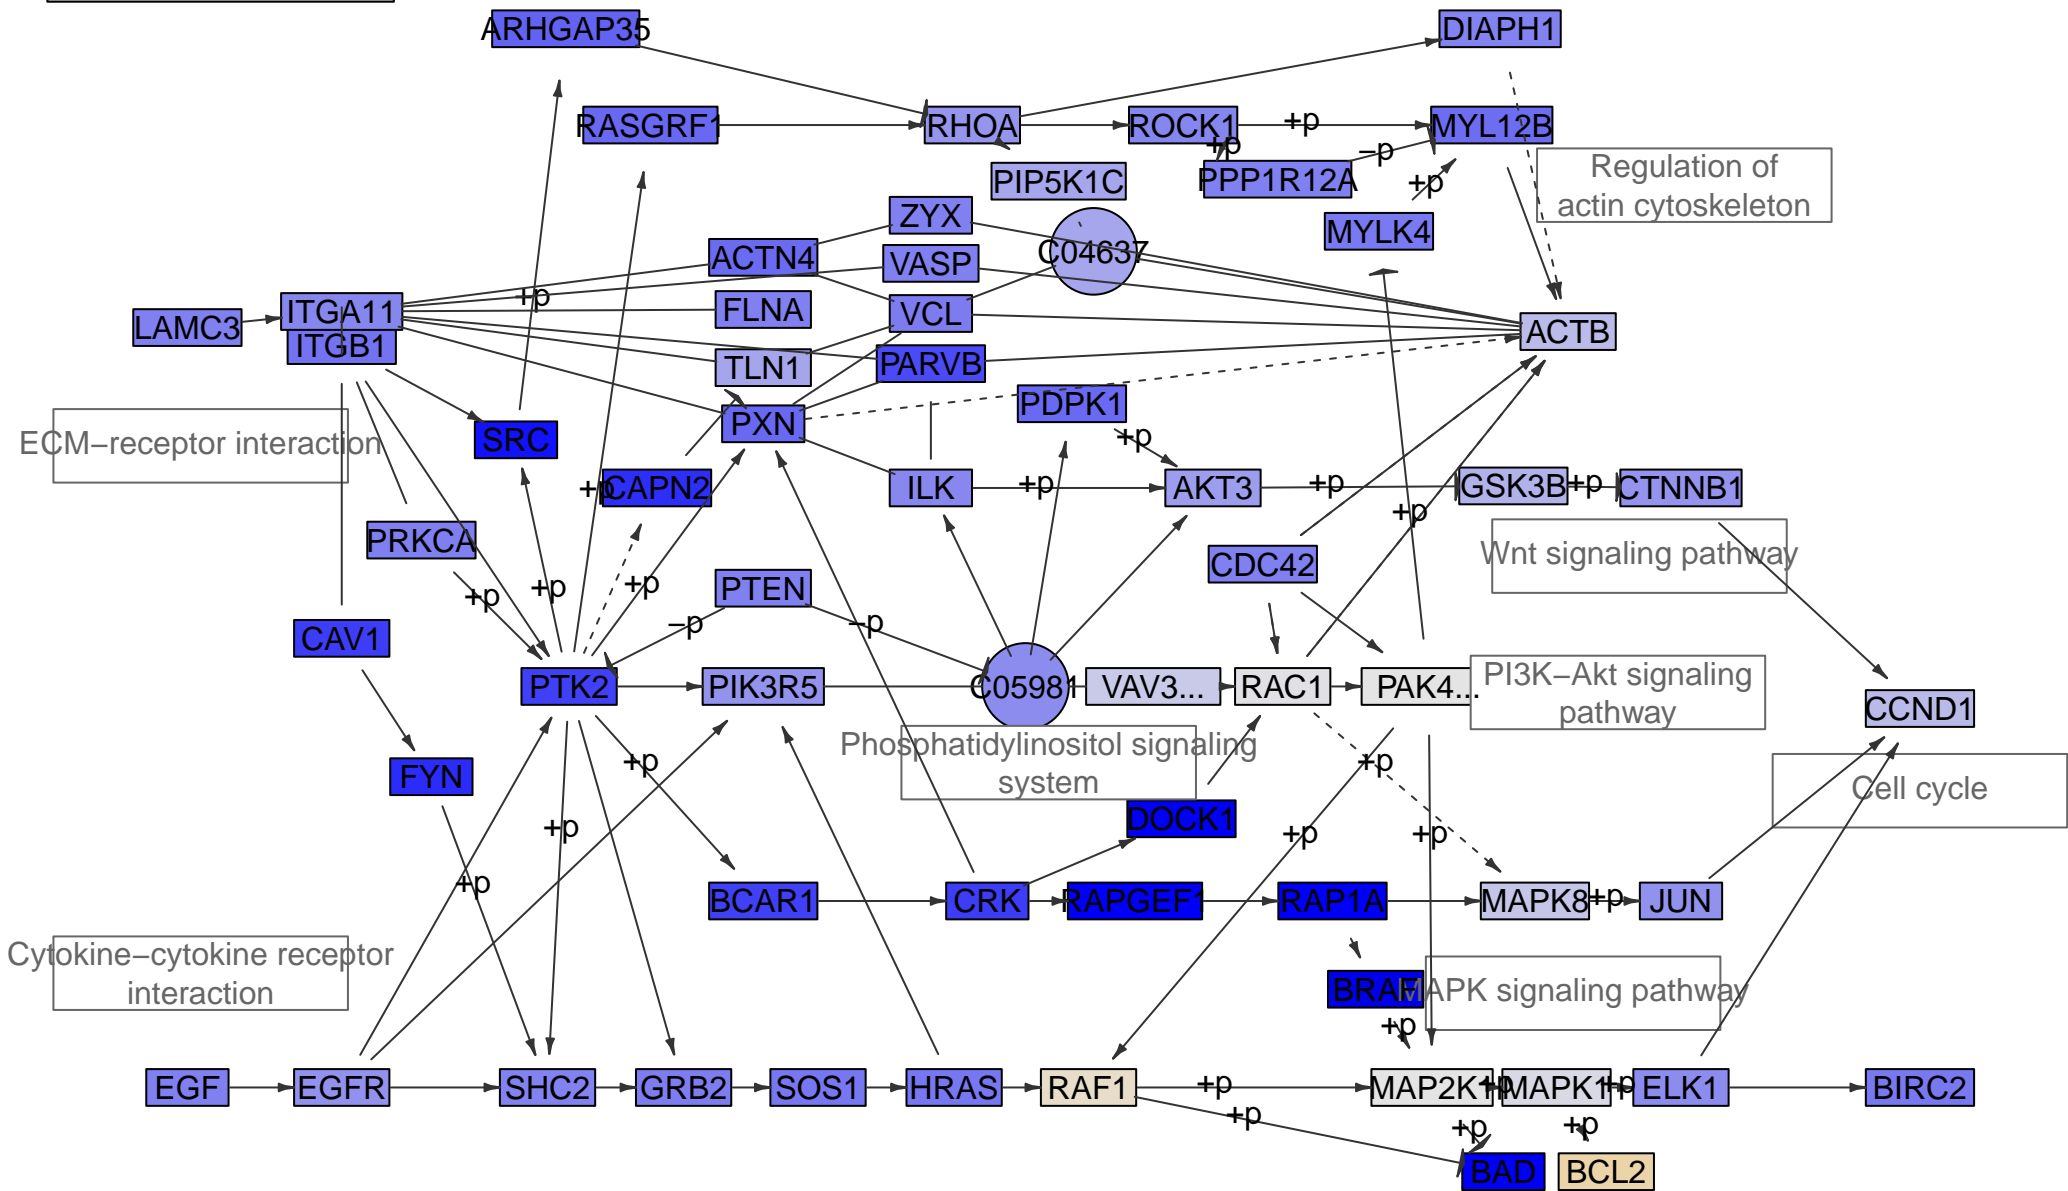 ARHGAP35
DIAPH1
RASGRF1
RHOA
ROCK1
+p
MYL12B
+p
−p
PIP5K1C
PPP1R12A
+p
Regulation of
actin cytoskeleton
ZYX
MYLK4
ACTN4
VASP
C04637
+p
ITGA11
FLNA
VCL
LAMC3
ITGB1
ACTB
TLN1
PARVB
PDPK1
PXN
ECM−receptor interaction
SRC
+p
+p
CAPN2
ILK
+p
AKT3
+p
GSK3B
+p
CTNNB1
+p
PRKCA
Wnt signaling pathway
CDC42
+p
+p
+p
PTEN
−p
−p
CAV1
PTK2
PIK3R5
C05981
VAV3...
RAC1
PAK4...
PI3K−Akt signaling
pathway
CCND1
Phosphatidylinositol signaling
system
+p
+p
FYN
Cell cycle
DOCK1
+p
+p
+p
+p
BCAR1
CRK
RAPGEF1
RAP1A
MAPK8
+p
JUN
Cytokine−cytokine receptor
interaction
BRAF
MAPK signaling pathway
+p
EGF
EGFR
SHC2
GRB2
SOS1
HRAS
RAF1
+p
MAP2K1
+p
MAPK1
+p
ELK1
BIRC2
+p
+p
+p
BAD
BCL2